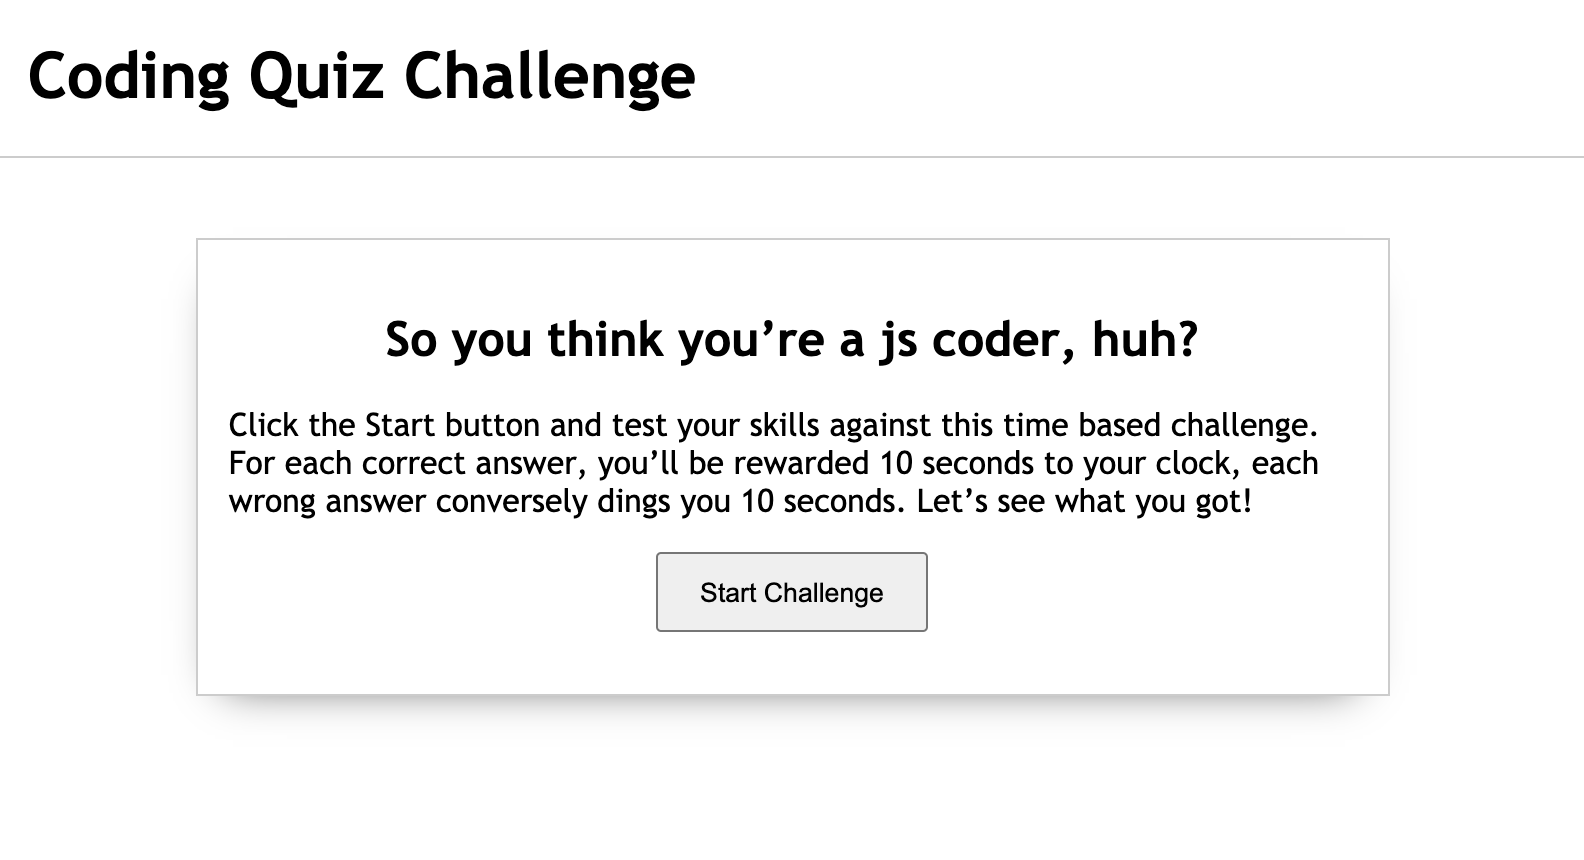 Coding Quiz Challenge
So you think you’re a js coder, huh?
Click the Start button and test your skills against this time based challenge.
For each correct answer, you’ll be rewarded 10 seconds to your clock, each
wrong answer conversely dings you 10 seconds. Let’s see what you got!
Start Challenge